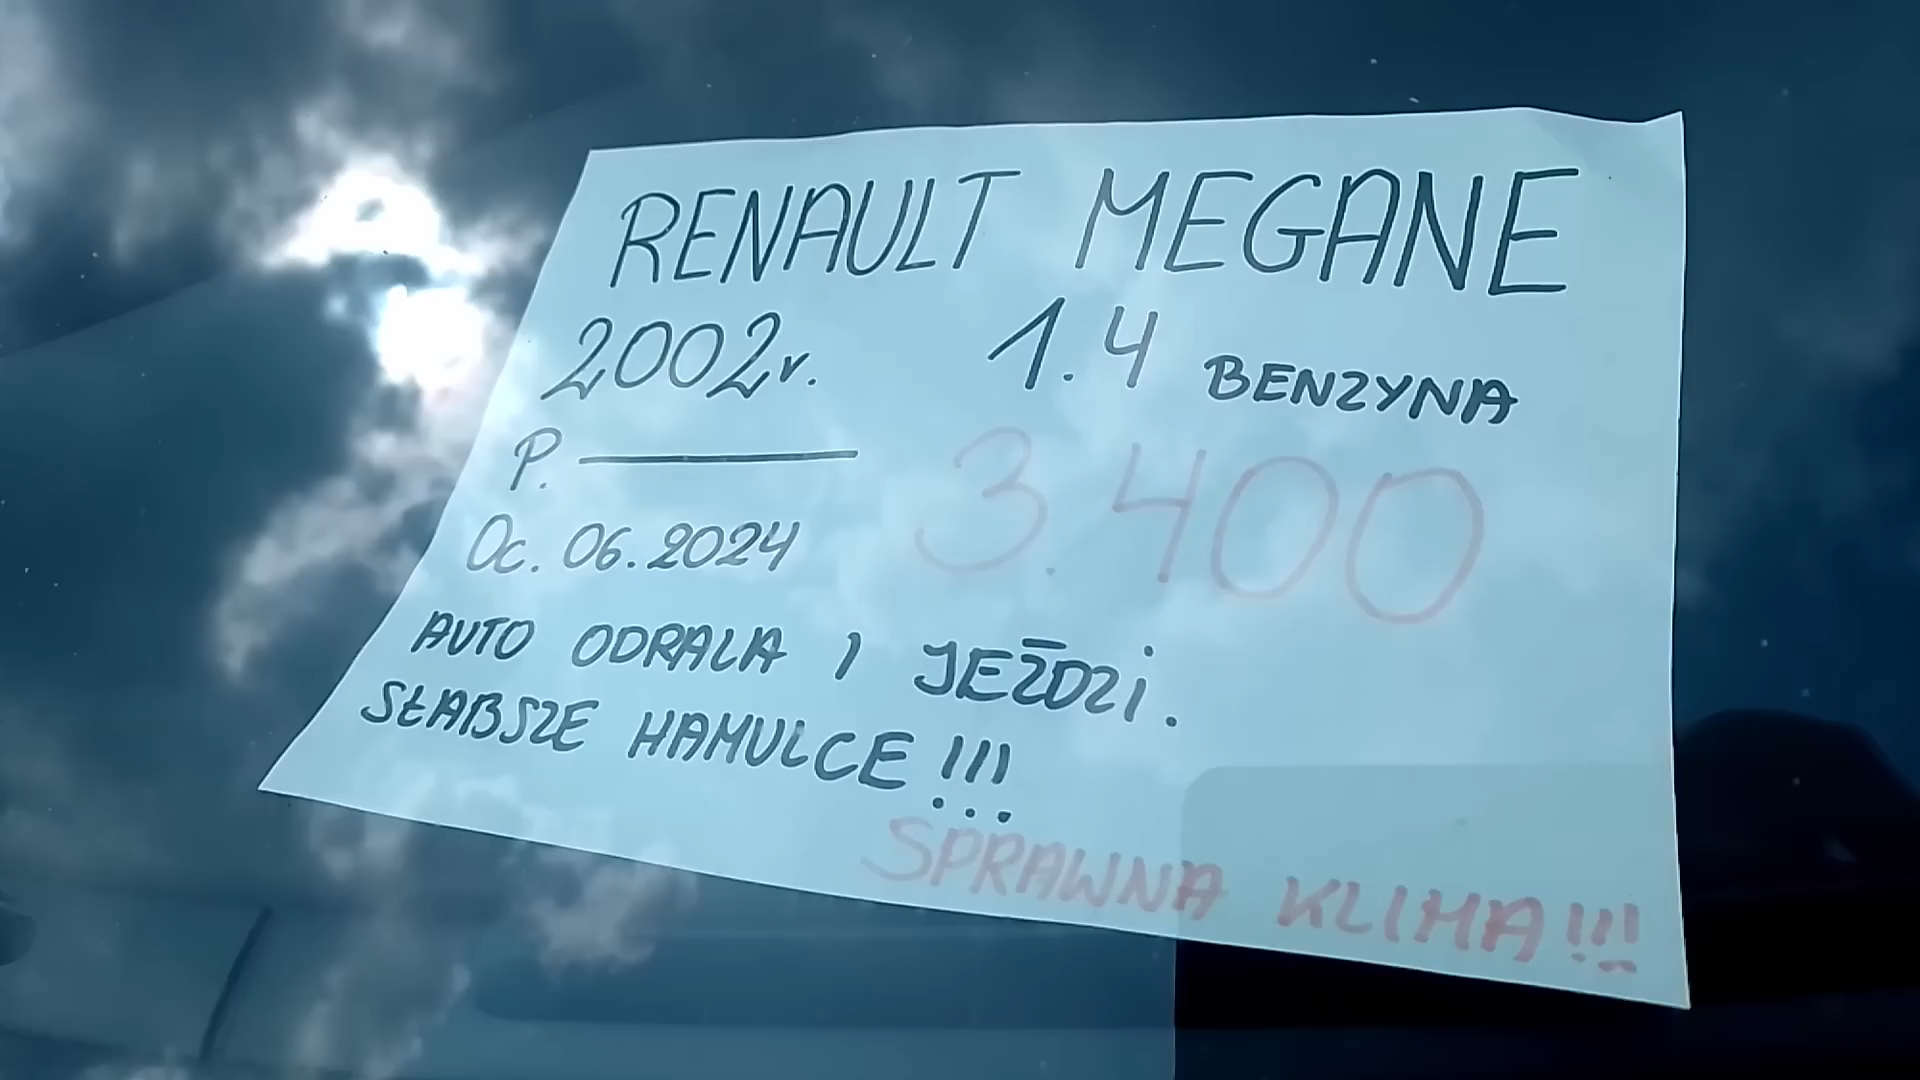 RENAULT MEGANE
2002r. 1.4 BENZYNA
P. ———
3.400
Oc. 06.2024
AUTO ODPALA I JEŹDZI.
SŁABSZE HAMULCE!!!
SPRAWNA KLIMA!!!